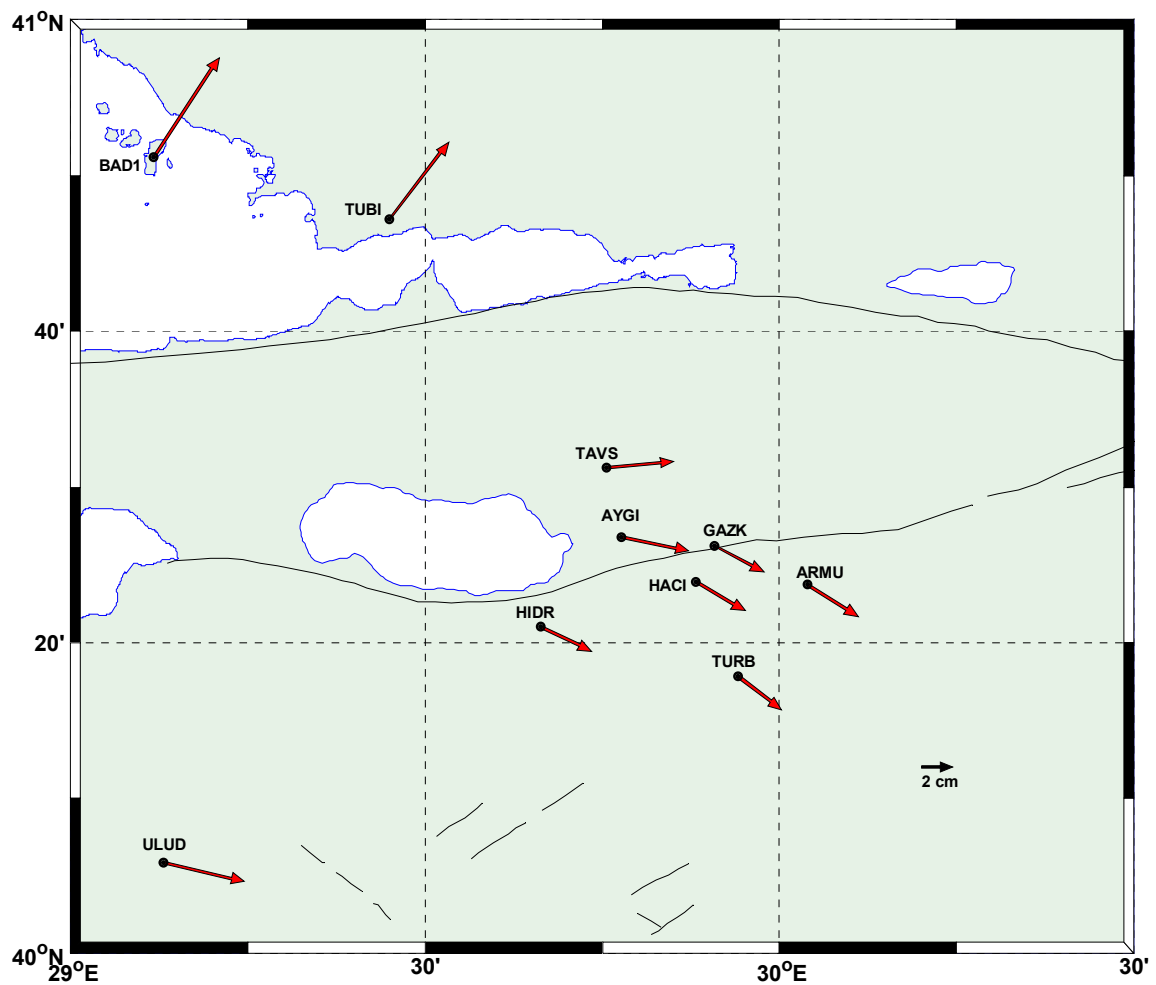 41°N
BAD1
TUBI
40'
TAVS
AYGI
GAZK
HACI
ARMU
HIDR
20'
TURB
2 cm
ULUD
40°N
29°E
30'
30°E
30'